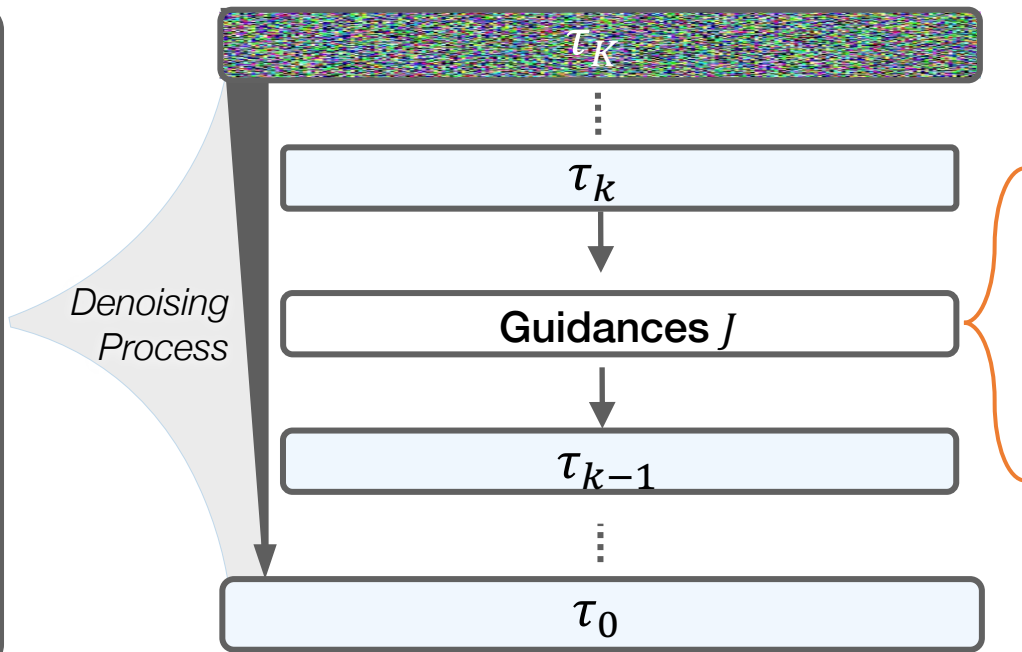 τ_K
τ_k
Denoising
Process
Guidances J
τ_{k−1}
τ_0